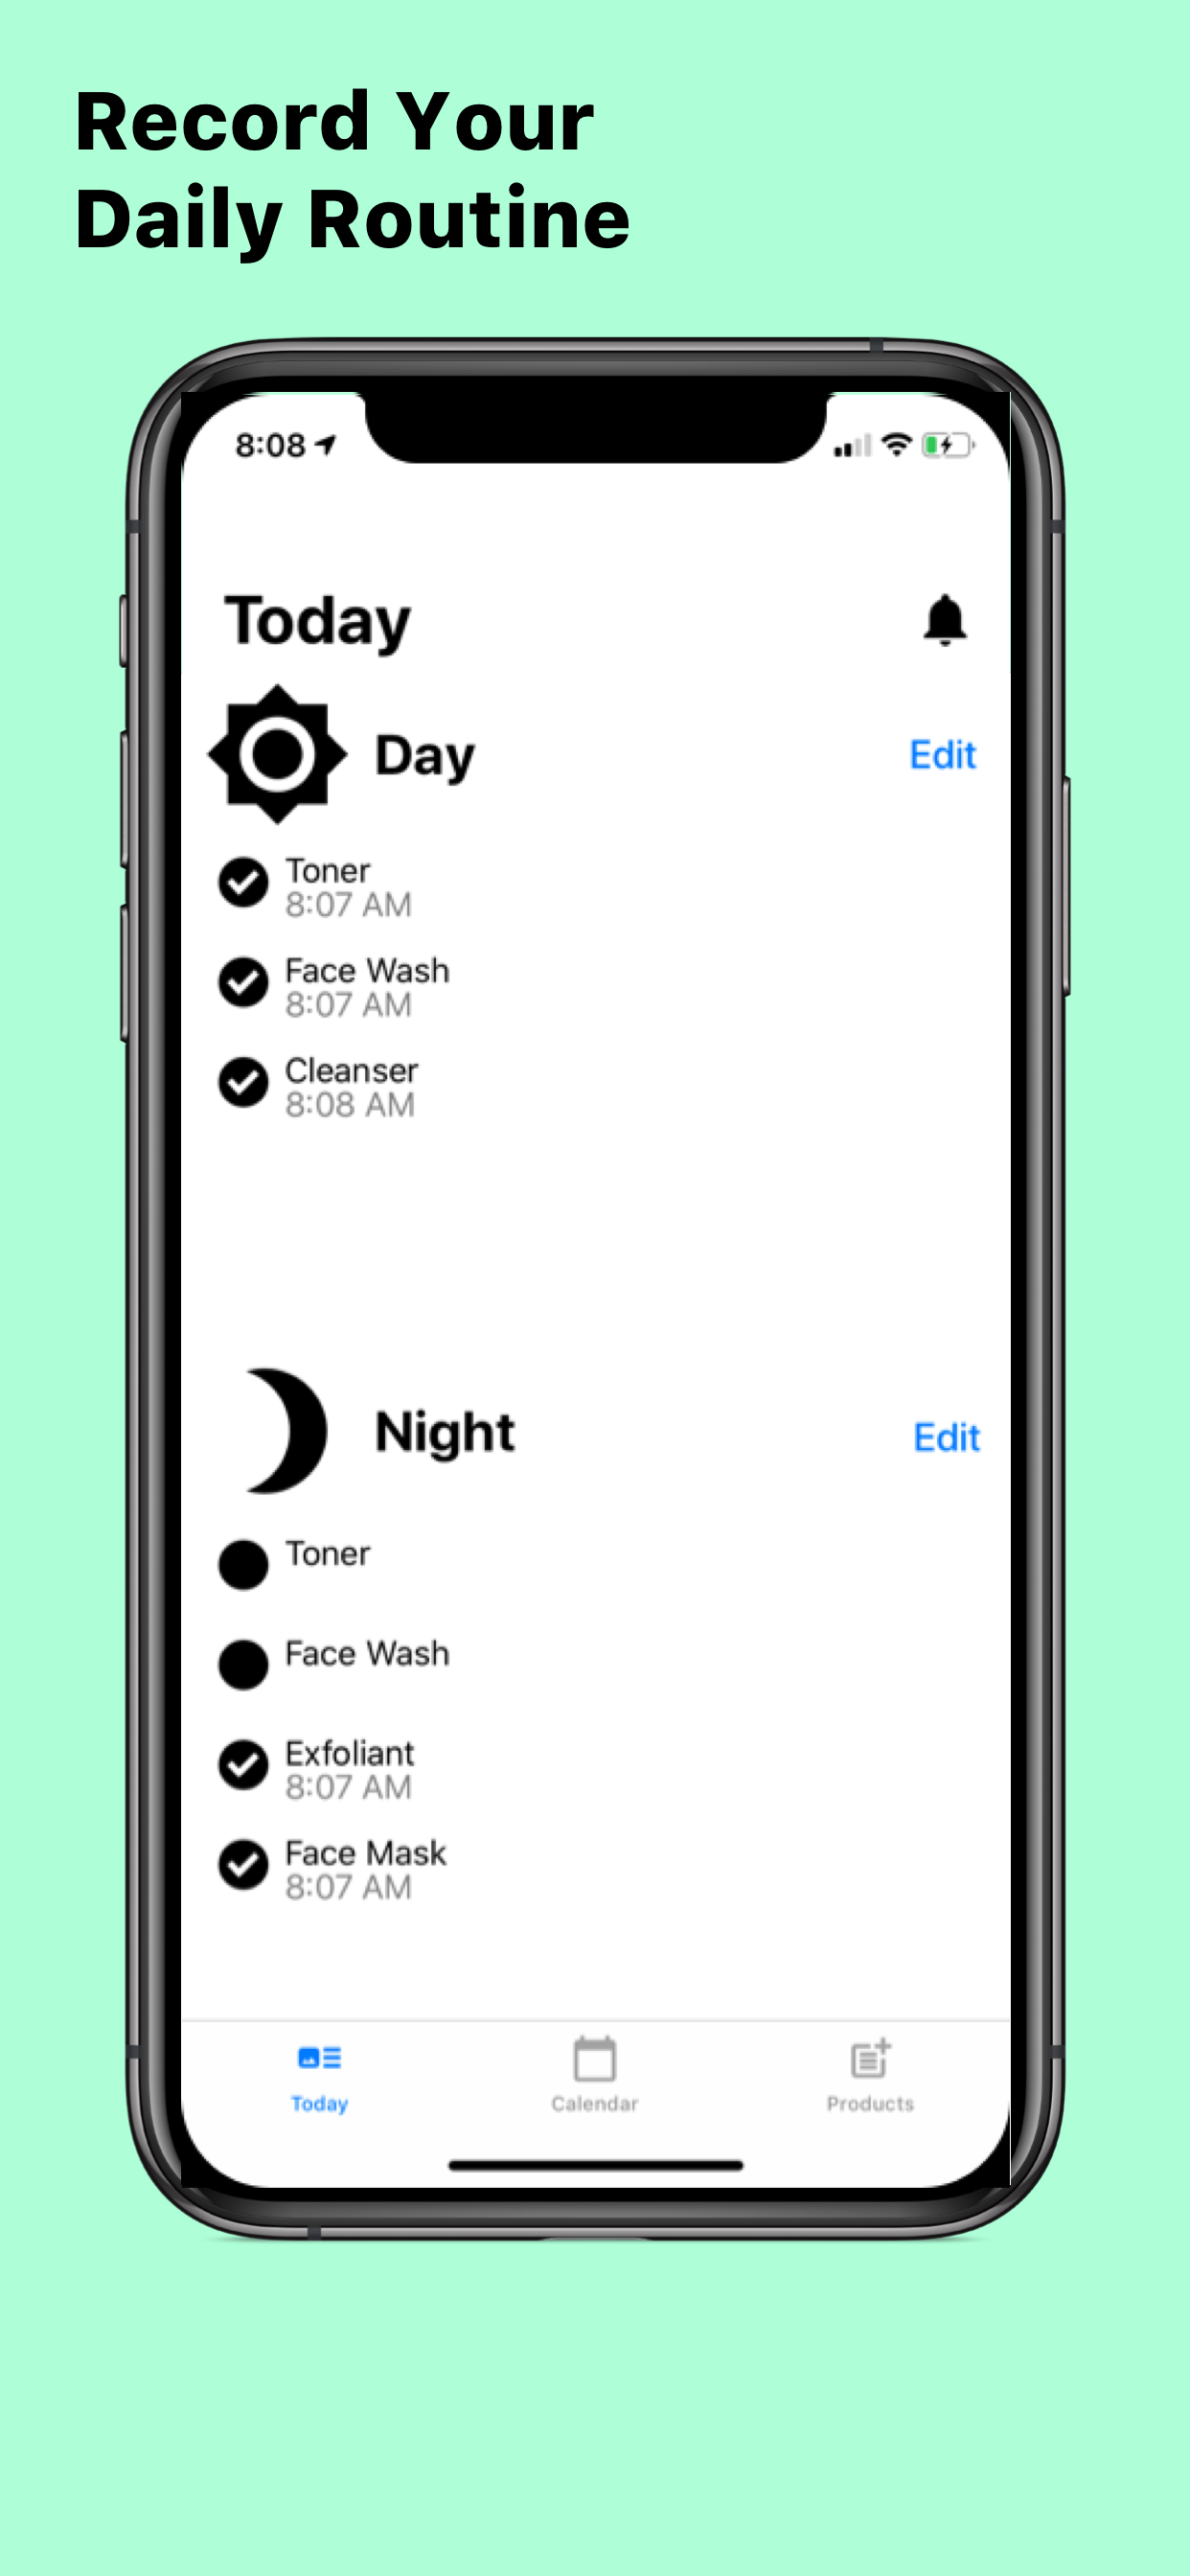 Record Your
Daily Routine
8:08
Today
Day
Edit
Toner
8:07 AM
Face Wash
8:07 AM
Cleanser
8:08 AM
Night
Edit
Toner
Face Wash
Exfoliant
8:07 AM
Face Mask
8:07 AM
Today
Calendar
Products